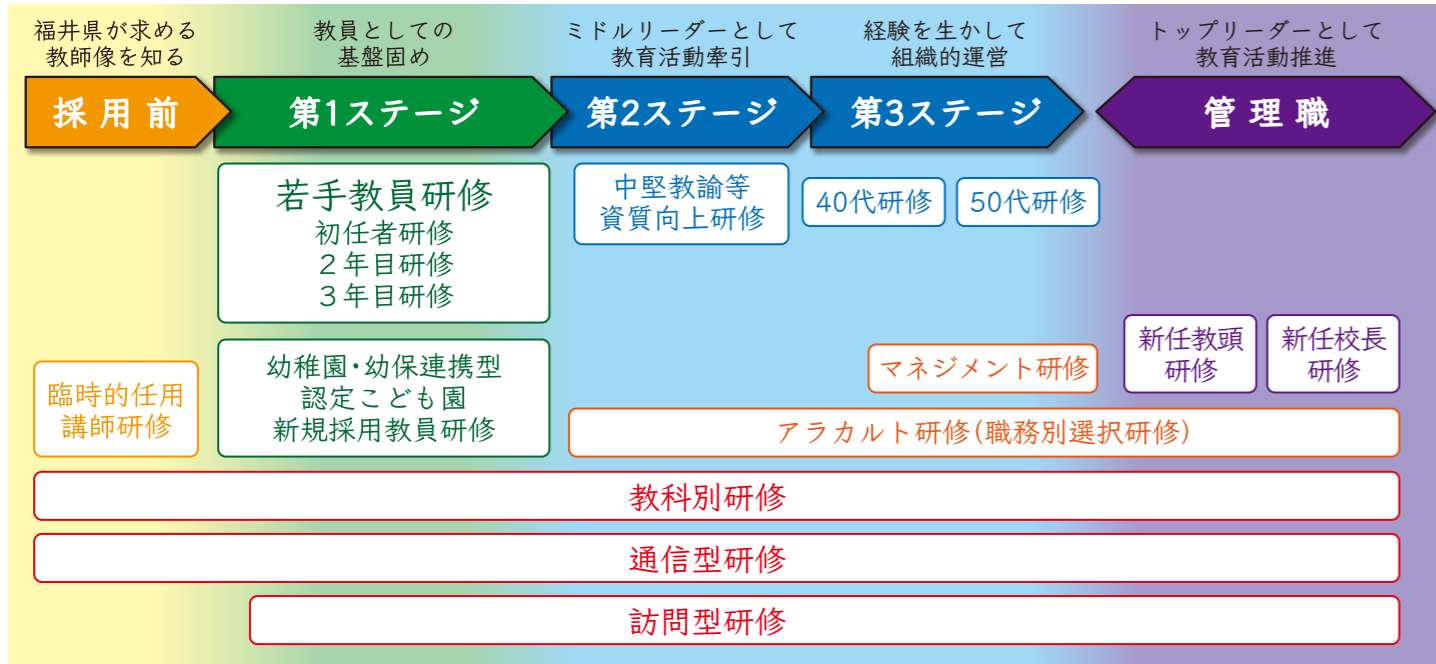 福井県が求める
教師像を知る
教員としての
基盤固め
ミドルリーダーとして
教育活動牽引
経験を生かして
組織的運営
トップリーダーとして
教育活動推進
採用前
第1ステージ
第2ステージ
第3ステージ
管理職
若手教員研修
初任者研修
２年目研修
３年目研修
中堅教諭等
資質向上研修
40代研修
50代研修
臨時的任用
講師研修
幼稚園・幼保連携型
認定こども園
新規採用教員研修
マネジメント研修
新任教頭
研修
新任校長
研修
アラカルト研修(職務別選択研修)
教科別研修
通信型研修
訪問型研修